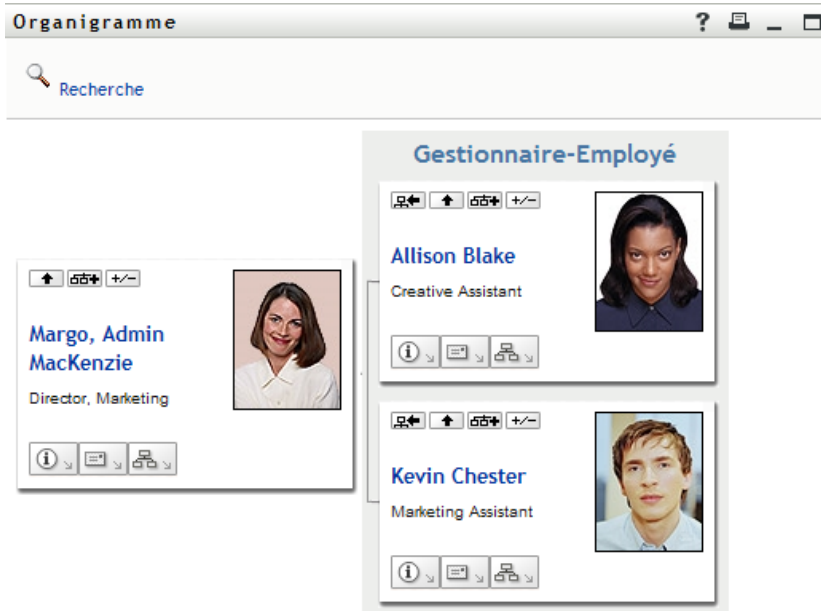 Organigramme
?
Recherche
Gestionnaire-Employé
+/-
Allison Blake
Creative Assistant
+/-
Margo, Admin
MacKenzie
Director, Marketing
+/-
Kevin Chester
Marketing Assistant